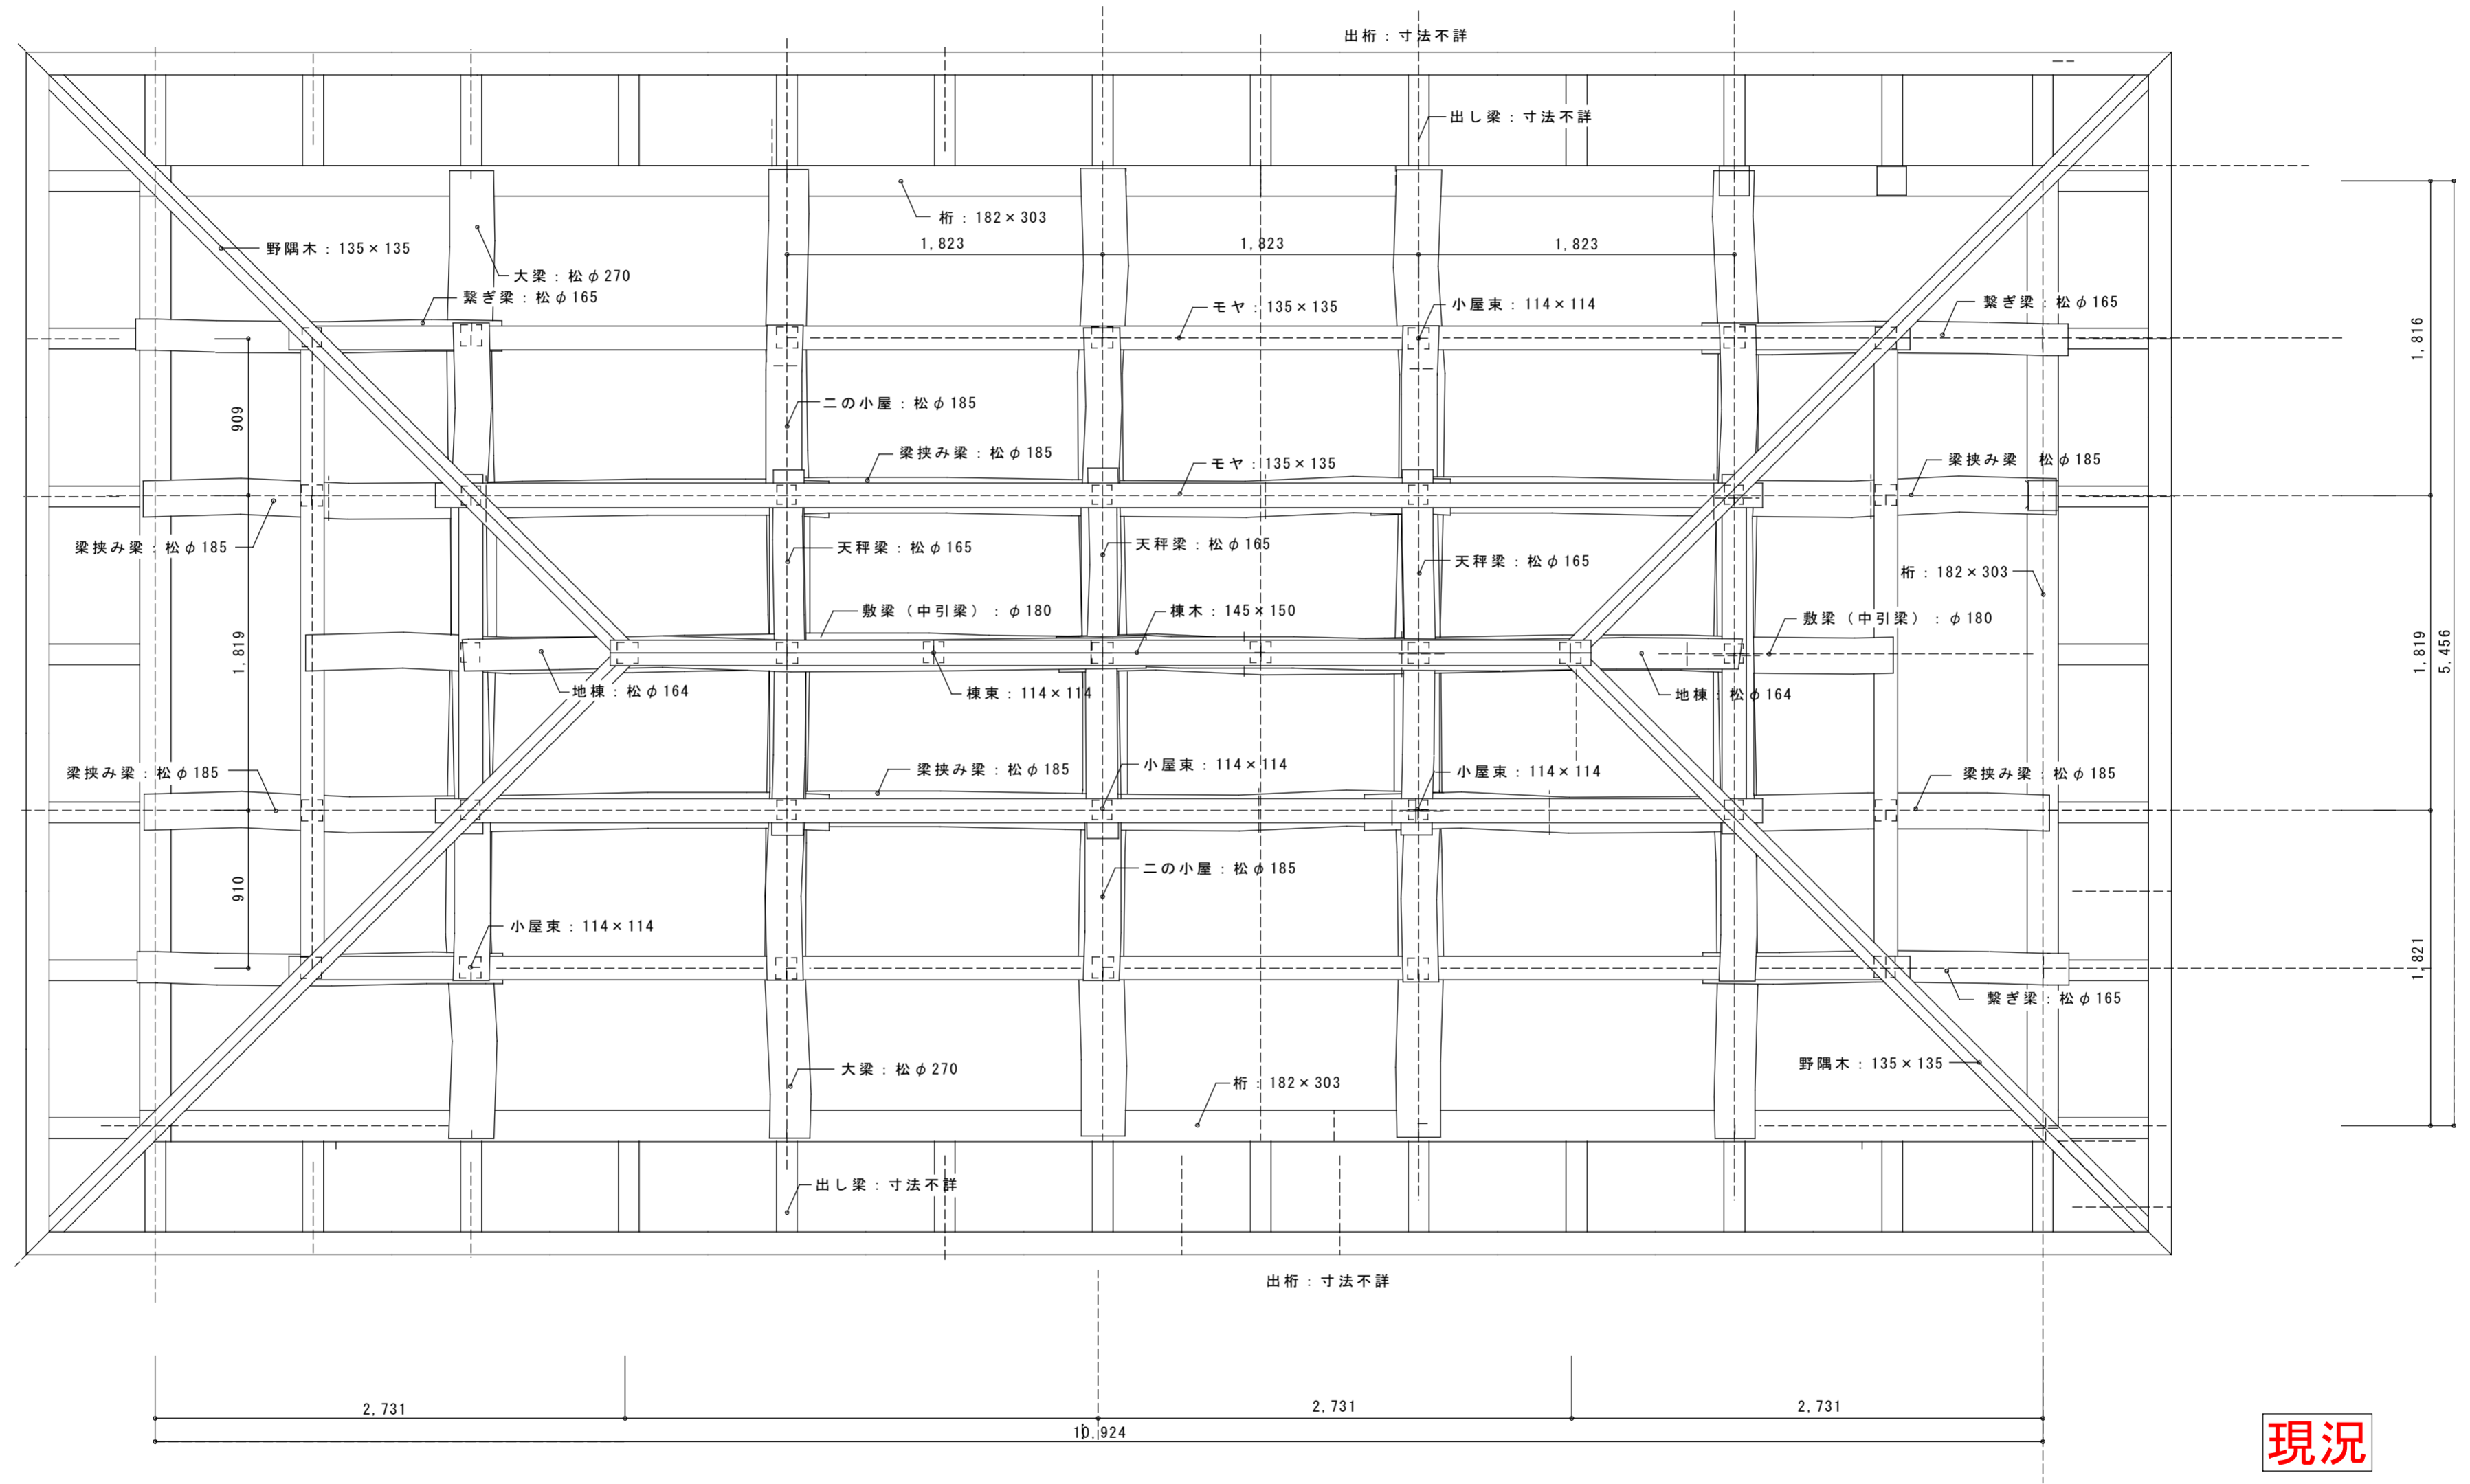 出桁：寸法不詳
出し梁：寸法不詳
桁：182×303
野隅木：135×135
1,823
1,823
1,823
大梁：松φ270
繋ぎ梁：松φ165
モヤ：135×135
小屋束：114×114
繋ぎ梁：松φ165
1,816
909
二の小屋：松φ185
梁挟み梁：松φ185
モヤ：135×135
梁挟み梁 松φ185
梁挟み梁：松φ185
天秤梁：松φ165
天秤梁：松φ165
天秤梁：松φ165
桁：182×303
敷梁（中引梁）：φ180
棟木：145×150
敷梁（中引梁）：φ180
1,819
1,819
5,456
地棟：松φ164
棟束：114×114
地棟：松φ164
梁挟み梁：松φ185
梁挟み梁：松φ185
小屋束：114×114
小屋束：114×114
梁挟み梁：松φ185
910
二の小屋：松φ185
小屋束：114×114
1,821
繋ぎ梁：松φ165
大梁：松φ270
桁：182×303
野隅木：135×135
出し梁：寸法不詳
出桁：寸法不詳
2,731
2,731
2,731
10,924
現況